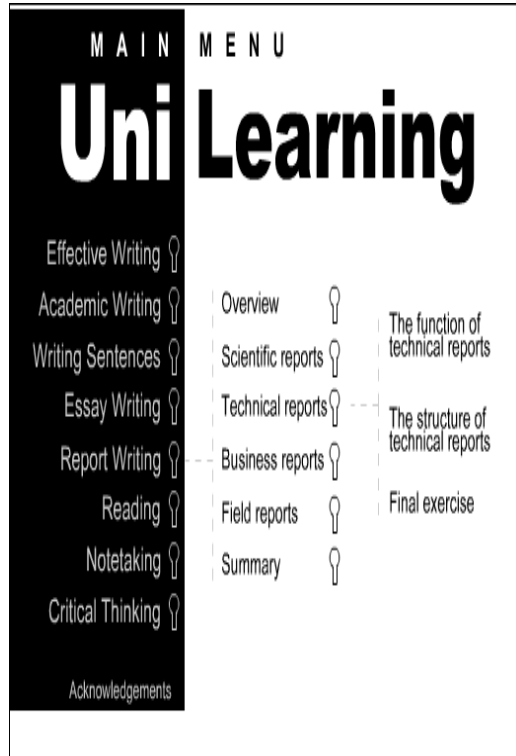 MAIN MENU
Uni Learning
Effective Writing
Academic Writing
Writing Sentences
Essay Writing
Report Writing
Reading
Notetaking
Critical Thinking
Acknowledgements
Overview
Scientific reports
Technical reports
Business reports
Field reports
Summary
The function of
technical reports
The structure of
technical reports
Final exercise